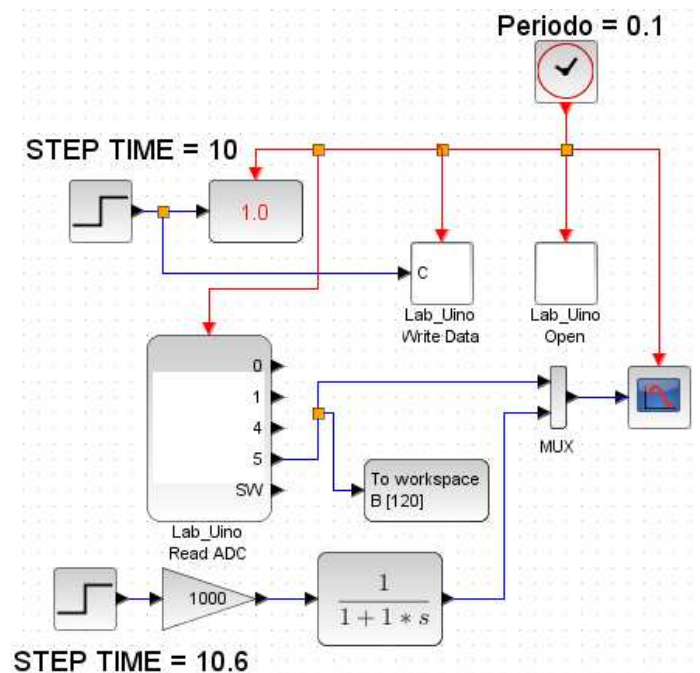 Periodo = 0.1
STEP TIME = 10
1.0
C
Lab_Uino
Write Data
Lab_Uino
Open
0
1
4
5
SW
MUX
To workspace
B [120]
Lab_Uino
Read ADC
1000
1
1 + 1 * s
STEP TIME = 10.6